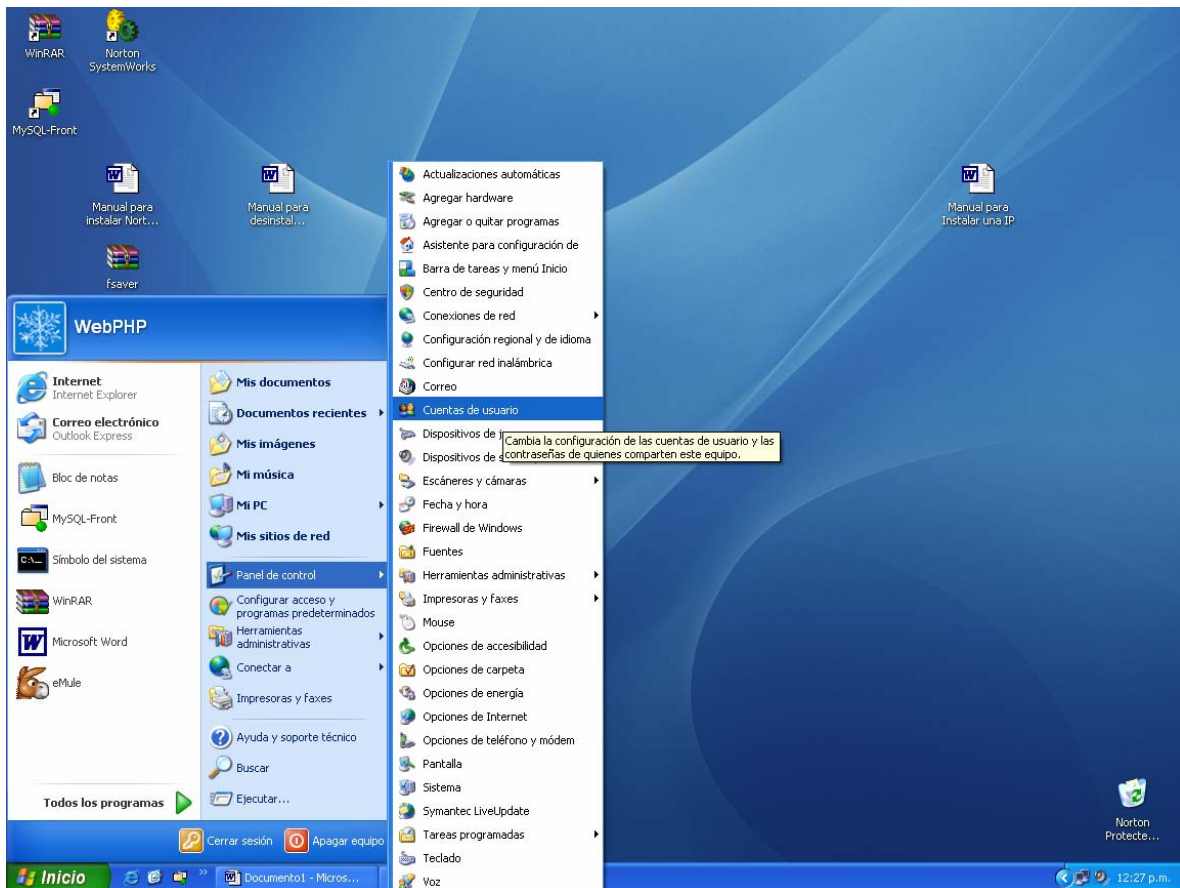 WinRAR
Norton
SystemWorks
MySQL-Front
Manual para
instalar Nort...
Manual para
desinstal...
Manual para
Instalar una IP
fsaver
WebPHP
Internet
Internet Explorer
Correo electrónico
Outlook Express
Bloc de notas
MySQL-Front
Símbolo del sistema
WinRAR
Microsoft Word
eMule
Todos los programas
Mis documentos
Documentos recientes
Mis imágenes
Mi música
Mi PC
Mis sitios de red
Panel de control
Configurar acceso y
programas predeterminados
Herramientas
administrativas
Conectar a
Impresoras y faxes
Ayuda y soporte técnico
Buscar
Ejecutar...
Cerrar sesión
Apagar equipo
Actualizaciones automáticas
Agregar hardware
Agregar o quitar programas
Asistente para configuración de
Barra de tareas y menú Inicio
Centro de seguridad
Conexiones de red
Configuración regional y de idioma
Configurar red inalámbrica
Correo
Cuentas de usuario
Dispositivos de j
Cambia la configuración de las cuentas de usuario y las
contraseñas de quienes comparten este equipo.
Dispositivos de s
Escáneres y cámaras
Fecha y hora
Firewall de Windows
Fuentes
Herramientas administrativas
Impresoras y faxes
Mouse
Opciones de accesibilidad
Opciones de carpeta
Opciones de energía
Opciones de Internet
Opciones de teléfono y módem
Pantalla
Sistema
Symantec LiveUpdate
Tareas programadas
Teclado
Voz
Norton
Protecte...
Inicio
Documento1 - Micros...
12:27 p.m.